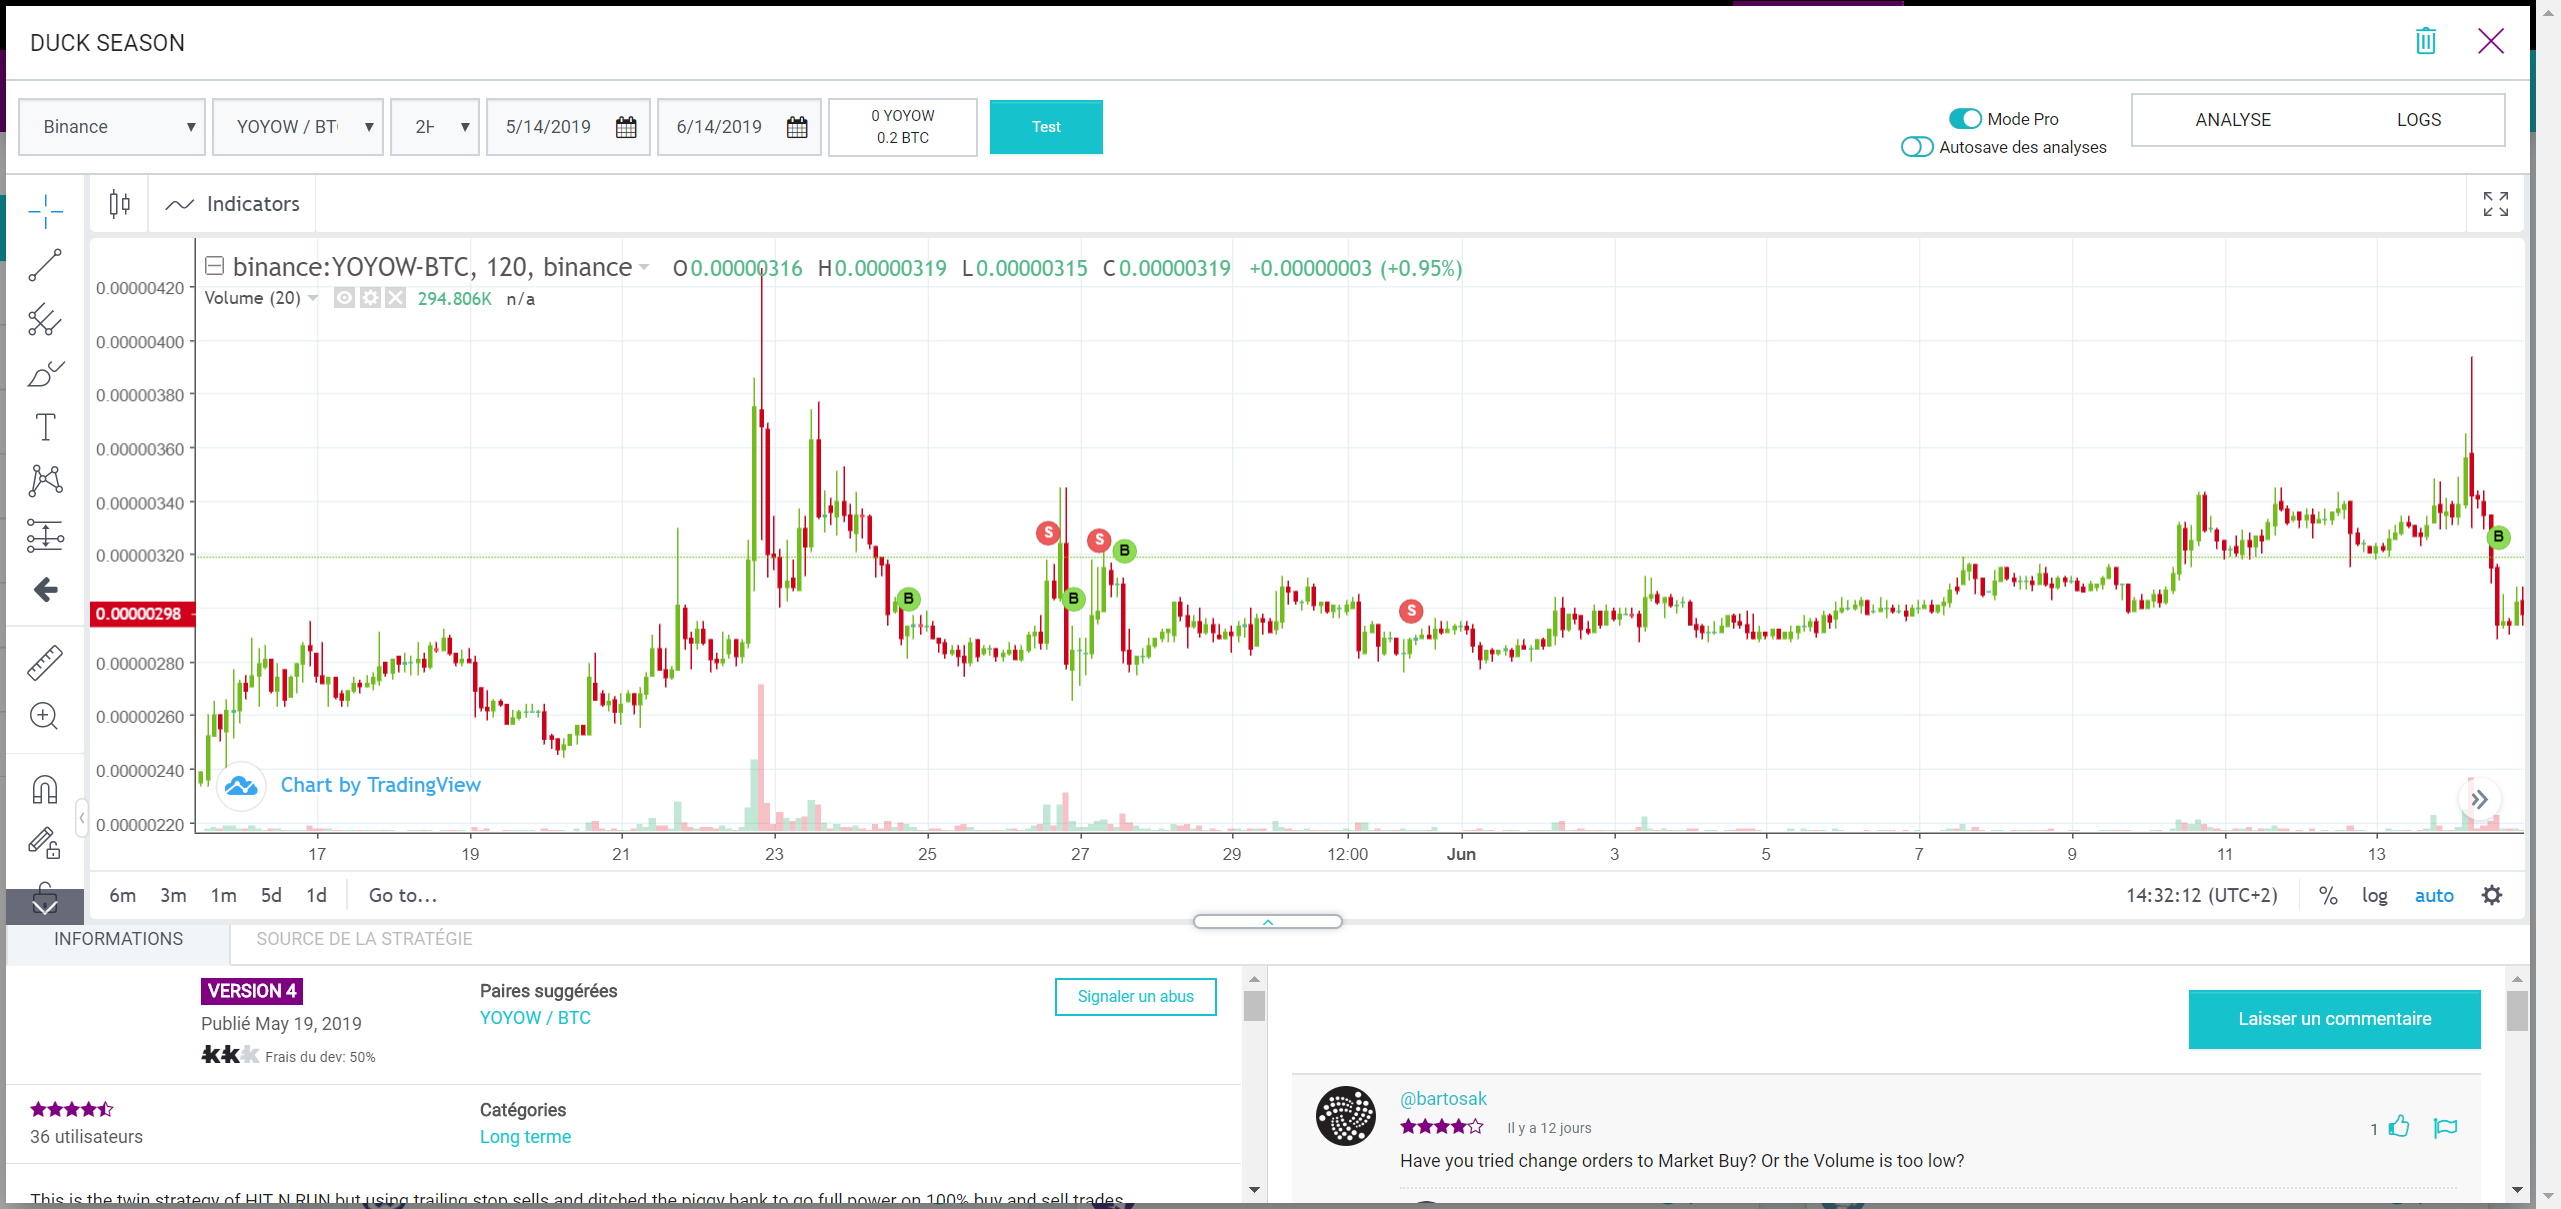 DUCK SEASON
Binance
YOYOW / BT
2H
5/14/2019
6/14/2019
0 YOYOW
0.2 BTC
Test
Mode Pro
Autosave des analyses
ANALYSE
LOGS
Indicators
binance:YOYOW-BTC, 120, binance O0.00000316 H0.00000319 L0.00000315 C0.00000319 +0.00000003 (+0.95%)
Volume (20) 294.806K n/a
0.00000420
0.00000400
0.00000380
0.00000360
0.00000340
0.00000320
0.00000298
0.00000280
0.00000260
0.00000240
0.00000220
B
S
B
S
B
S
B
Chart by TradingView
17 19 21 23 25 27 29 12:00 Jun 3 5 7 9 11 13
6m 3m 1m 5d 1d Go to...
14:32:12 (UTC+2) % log auto
INFORMATIONS
SOURCE DE LA STRATÉGIE
VERSION 4
Publié May 19, 2019
Frais du dev: 50%
Paires suggérées
YOYOW / BTC
Signaler un abus
36 utilisateurs
Catégories
Long terme
This is the twin strategy of HIT N RUN but using trailing stop sells and ditched the piggy bank to go full power on 100% buy and sell trades
Laisser un commentaire
@bartosak
Il y a 12 jours
1
Have you tried change orders to Market Buy? Or the Volume is too low?